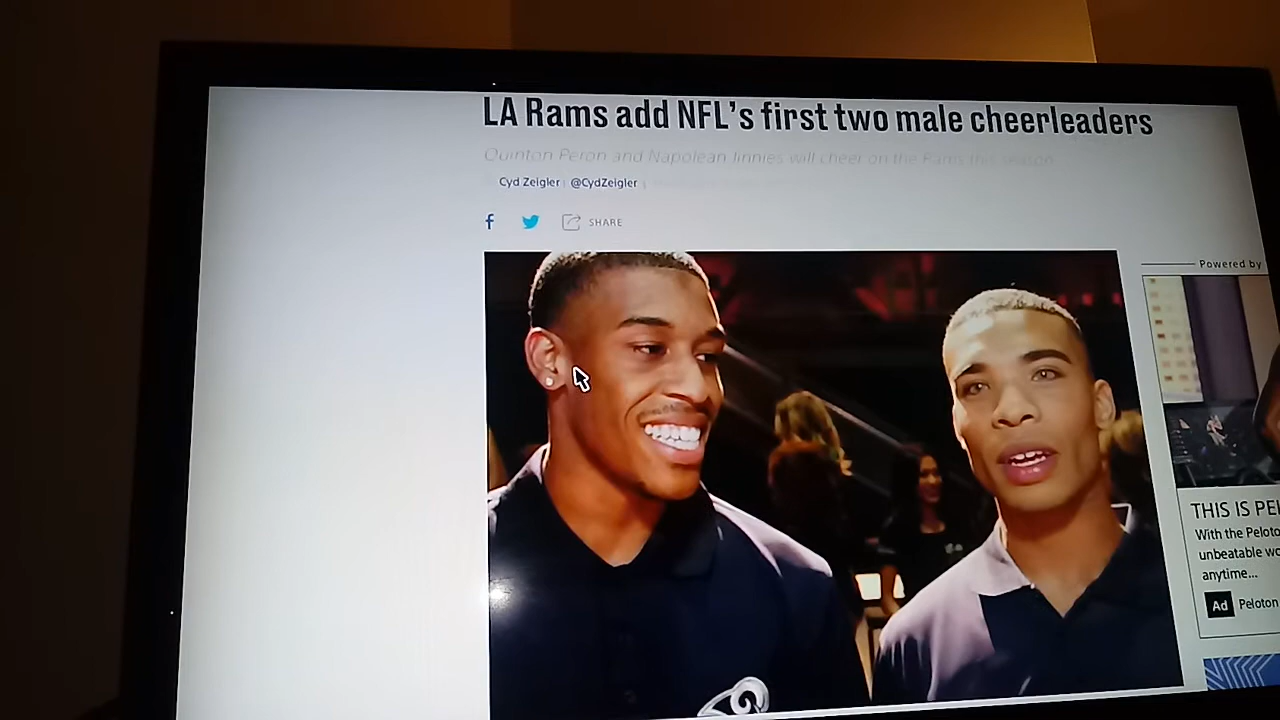 LA Rams add NFL's first two male cheerleaders
Quinton Peron and Napolean Jinnies will cheer on the Rams this season
Cyd Zeigler | @CydZeigler |
f
SHARE
Powered by
THIS IS PE
With the Peloto
unbeatable wo
anytime...
Ad Peloton